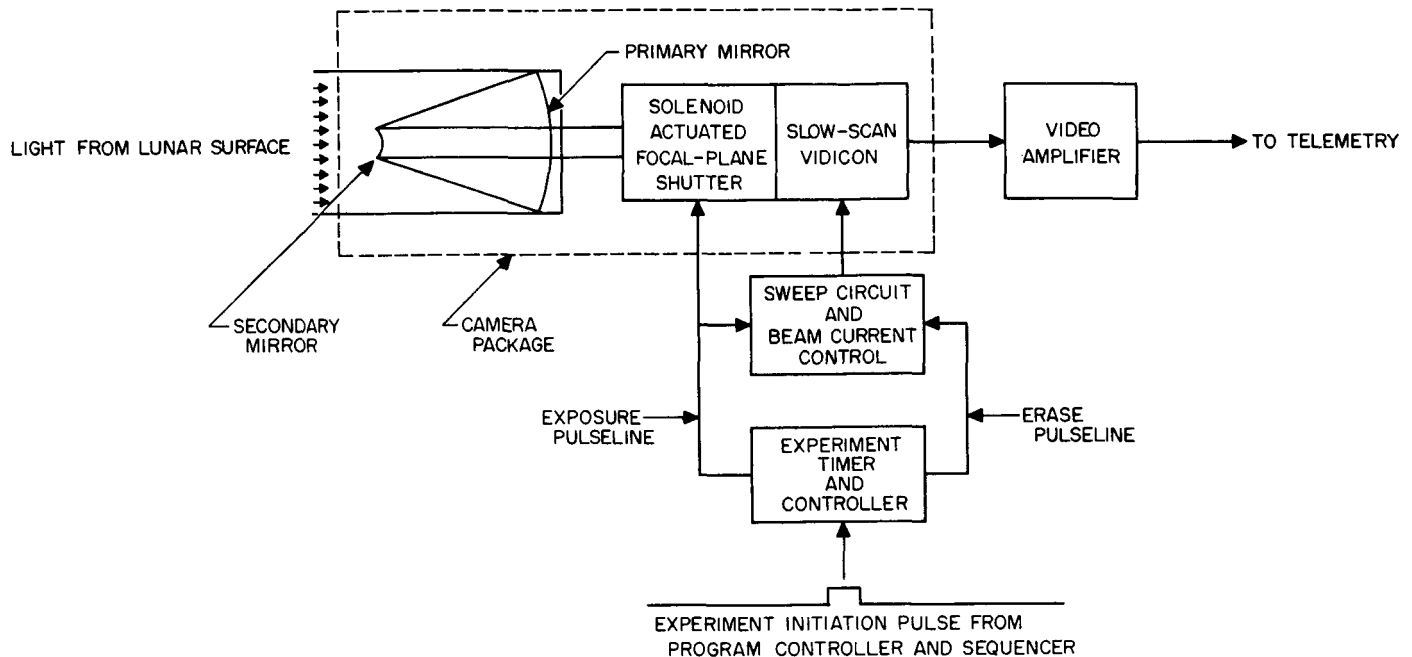 PRIMARY MIRROR
LIGHT FROM LUNAR SURFACE
SOLENOID
ACTUATED
FOCAL-PLANE
SHUTTER
SLOW-SCAN
VIDICON
VIDEO
AMPLIFIER
TO TELEMETRY
SECONDARY
MIRROR
CAMERA
PACKAGE
SWEEP CIRCUIT
AND
BEAM CURRENT
CONTROL
EXPOSURE
PULSELINE
ERASE
PULSELINE
EXPERIMENT
TIMER
AND
CONTROLLER
EXPERIMENT INITIATION PULSE FROM
PROGRAM CONTROLLER AND SEQUENCER